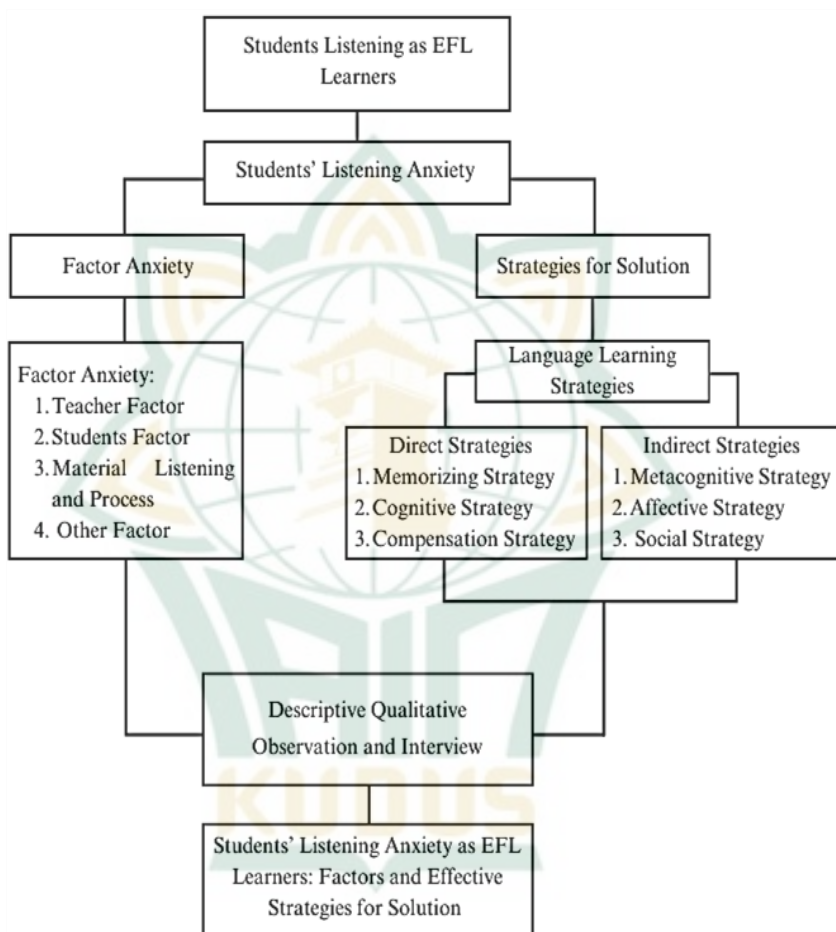 Students Listening as EFL
Learners
Students' Listening Anxiety
Factor Anxiety
Strategies for Solution
Factor Anxiety:
1. Teacher Factor
2. Students Factor
3. Material Listening
and Process
4. Other Factor
Language Learning
Strategies
Direct Strategies
1. Memorizing Strategy
2. Cognitive Strategy
3. Compensation Strategy
Indirect Strategies
1. Metacognitive Strategy
2. Affective Strategy
3. Social Strategy
Descriptive Qualitative
Observation and Interview
Students' Listening Anxiety as EFL
Learners: Factors and Effective
Strategies for Solution
IAIN
KUDUS